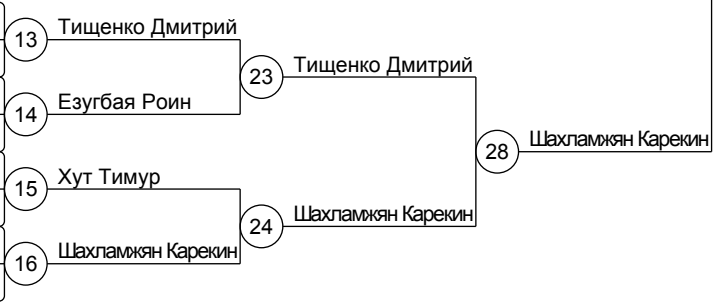 13
Тищенко Дмитрий
23
Тищенко Дмитрий
14
Езугбая Роин
28
Шахламжян Карекин
15
Хут Тимур
24
Шахламжян Карекин
16
Шахламжян Карекин